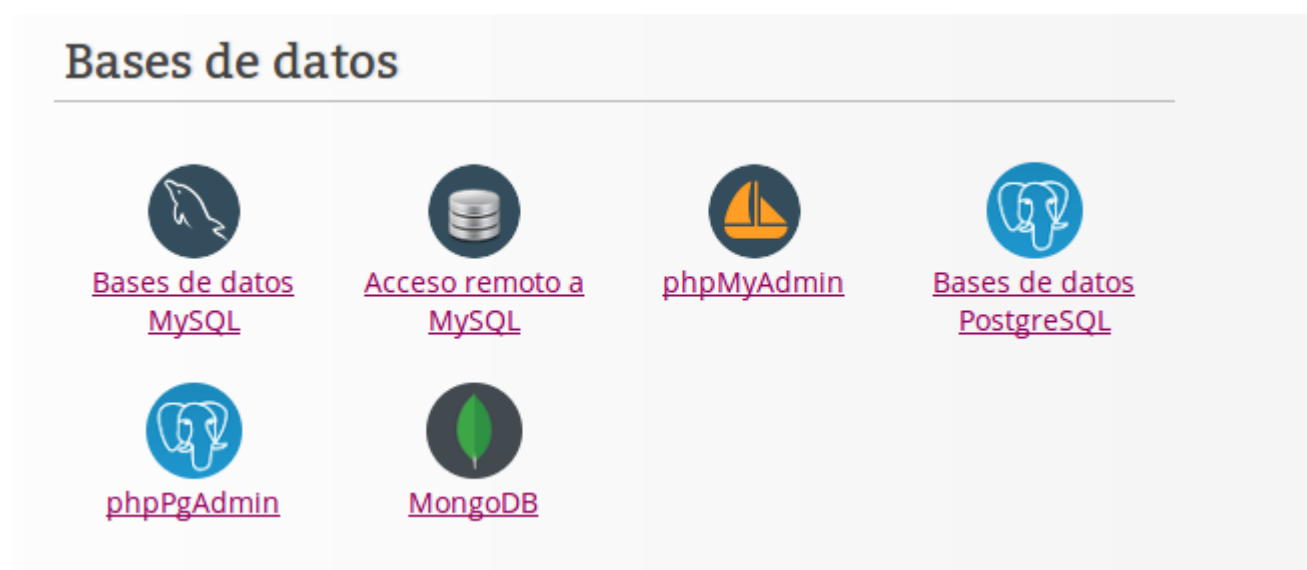 Bases de datos
Bases de datos
MySQL
Acceso remoto a
MySQL
phpMyAdmin
Bases de datos
PostgreSQL
phpPgAdmin
MongoDB